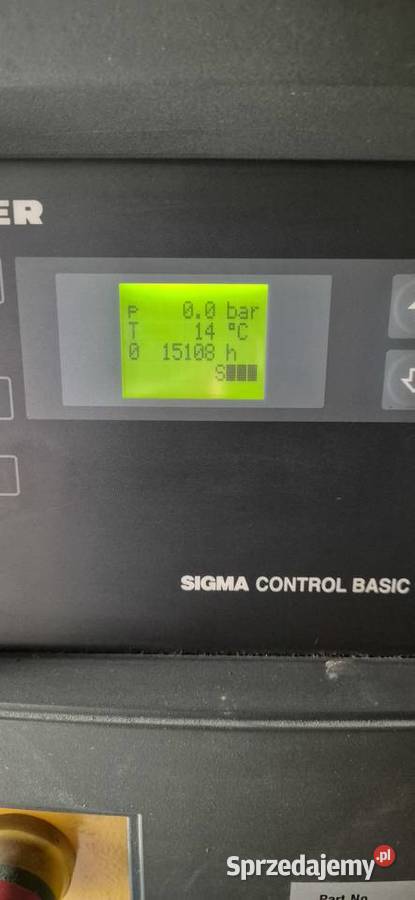 ER
p 0.0 bar
T 14 °C
0 15108 h
S
SIGMA CONTROL BASIC
Sprzedajemy.pl
Part No